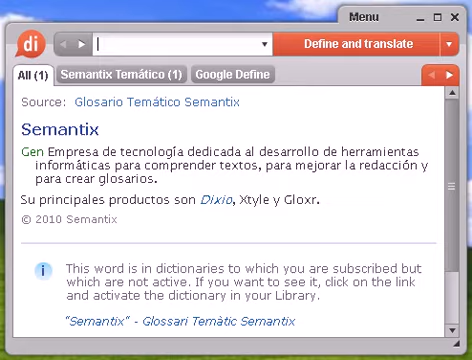 Menu
di
Define and translate
All (1)
Semantix Temático (1)
Google Define
Source: Glosario Temático Semantix
Semantix
Gen Empresa de tecnología dedicada al desarrollo de herramientas
informáticas para comprender textos, para mejorar la redacción y
para crear glosarios.
Su principales productos son Dixio, Xtyle y Gloxr.
© 2010 Semantix
i
This word is in dictionaries to which you are subscribed but
which are not active. If you want to see it, click on the link
and activate the dictionary in your Library.
"Semantix" - Glossari Temàtic Semantix